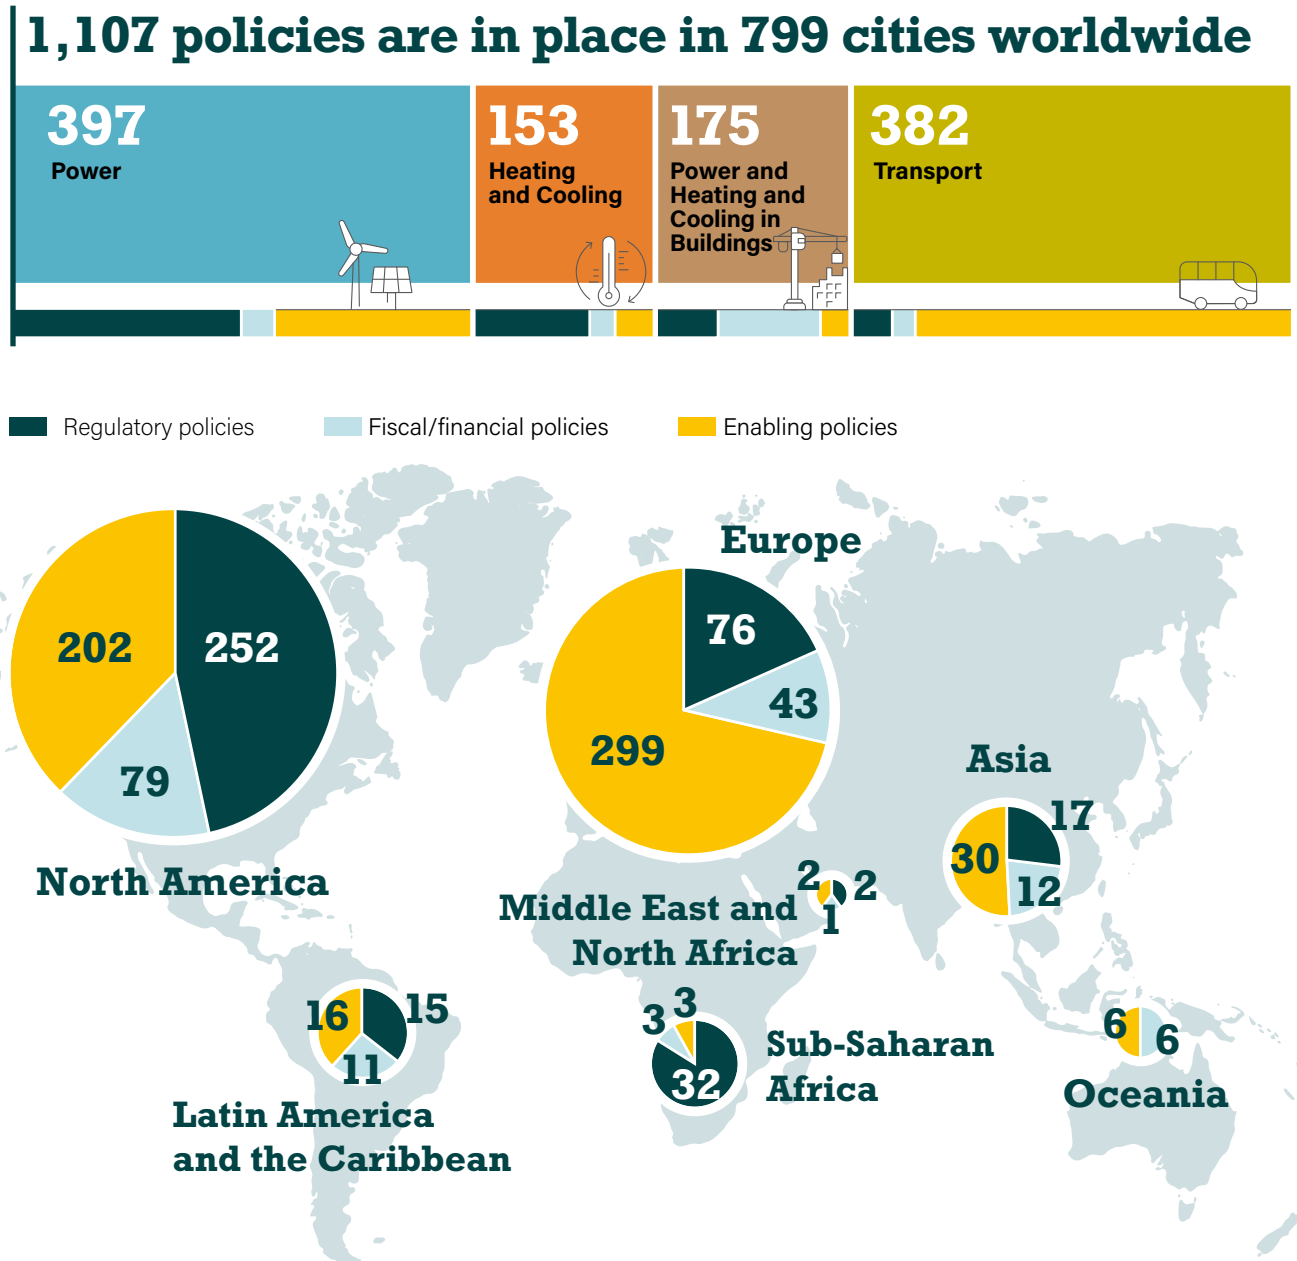 1,107 policies are in place in 799 cities worldwide
397
Power
153
Heating
and Cooling
175
Power and
Heating and
Cooling in
Buildings
382
Transport
Regulatory policies
Fiscal/financial policies
Enabling policies
202
252
79
North America
Europe
76
43
299
Asia
17
30
12
Middle East and
North Africa
2
2
1
16
15
11
Latin America
and the Caribbean
3
3
32
Sub-Saharan
Africa
6
6
Oceania